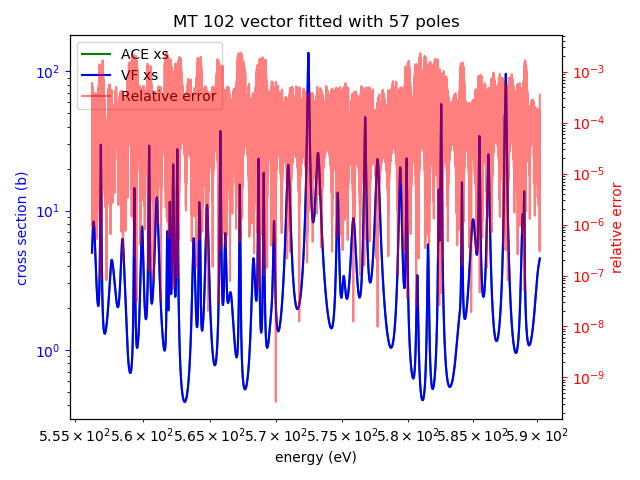 MT 102 vector fitted with 57 poles
ACE xs
VF xs
Relative error
cross section (b)
10²
10¹
10⁰
relative error
10⁻³
10⁻⁴
10⁻⁵
10⁻⁶
10⁻⁷
10⁻⁸
10⁻⁹
5.55 × 10² 5.6 × 10² 5.65 × 10² 5.7 × 10² 5.75 × 10² 5.8 × 10² 5.85 × 10² 5.9 × 10²
energy (eV)